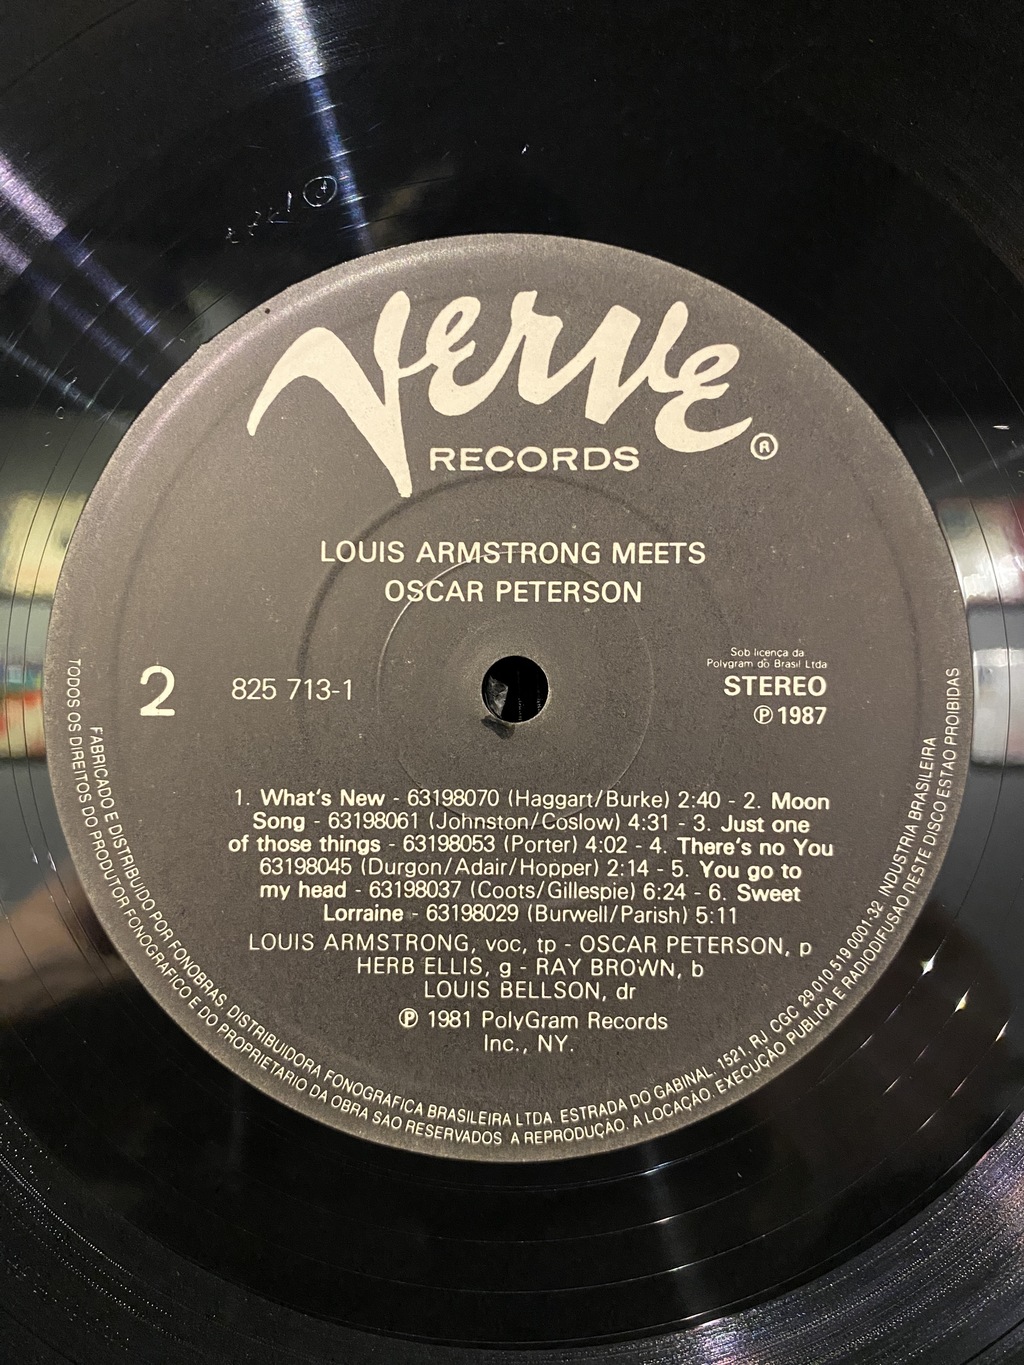 Verve ®
RECORDS
LOUIS ARMSTRONG MEETS
OSCAR PETERSON
Sob licença da
Polygram do Brasil Ltda
2 825 713-1 STEREO
℗ 1987
1. What's New - 63198070 (Haggart/Burke) 2:40 - 2. Moon
Song - 63198061 (Johnston/Coslow) 4:31 - 3. Just one
of those things - 63198053 (Porter) 4:02 - 4. There's no You
63198045 (Durgon/Adair/Hopper) 2:14 - 5. You go to
my head - 63198037 (Coots/Gillespie) 6:24 - 6. Sweet
Lorraine - 63198029 (Burwell/Parish) 5:11
LOUIS ARMSTRONG, voc, tp - OSCAR PETERSON, p
HERB ELLIS, g - RAY BROWN, b
LOUIS BELLSON, dr
℗ 1981 PolyGram Records
Inc., NY.
FABRICADO E DISTRIBUIDO POR FONOBRAS, DISTRIBUIDORA FONOGRAFICA BRASILEIRA LTDA. ESTRADA DO GABINAL, 1521, RJ CGC 29.010.519.0001-32 INDUSTRIA BRASILEIRA
TODOS OS DIREITOS DO PRODUTOR FONOGRAFICO E DO PROPRIETARIO DA OBRA SAO RESERVADOS A REPRODUÇÃO. A LOCAÇÃO. EXECUÇÃO PUBLICA E RADIODIFUSAO DESTE DISCO ESTAO PROIBIDAS